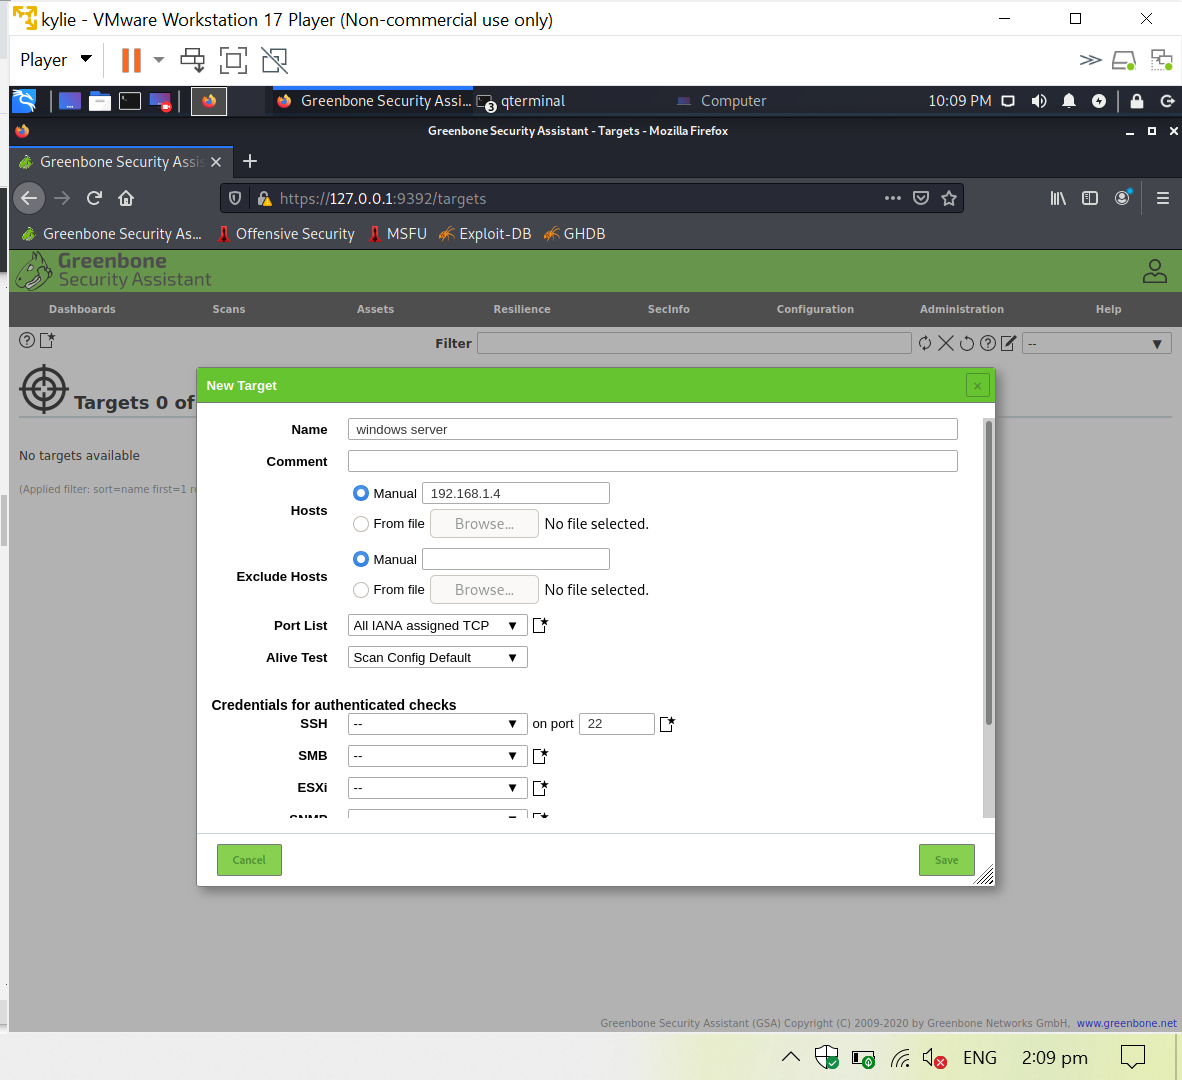 kylie - VMware Workstation 17 Player (Non-commercial use only)
Player
Greenbone Security Assi...
3
qterminal
Computer
10:09 PM
Greenbone Security Assistant - Targets - Mozilla Firefox
Greenbone Security Assis
https://127.0.0.1:9392/targets
Greenbone Security As...
Offensive Security
MSFU
Exploit-DB
GHDB
Greenbone
Security Assistant
Dashboards
Scans
Assets
Resilience
SecInfo
Configuration
Administration
Help
Filter
--
Targets 0 of
No targets available
(Applied filter: sort=name first=1
New Target
Name
windows server
Comment
Hosts
Manual
192.168.1.4
From file
Browse...
No file selected.
Exclude Hosts
Manual
From file
Browse...
No file selected.
Port List
All IANA assigned TCP
Alive Test
Scan Config Default
Credentials for authenticated checks
SSH
--
on port
22
SMB
--
ESXi
--
SNMP
Cancel
Save
Greenbone Security Assistant (GSA) Copyright (C) 2009-2020 by Greenbone Networks GmbH, www.greenbone.net
ENG
2:09 pm